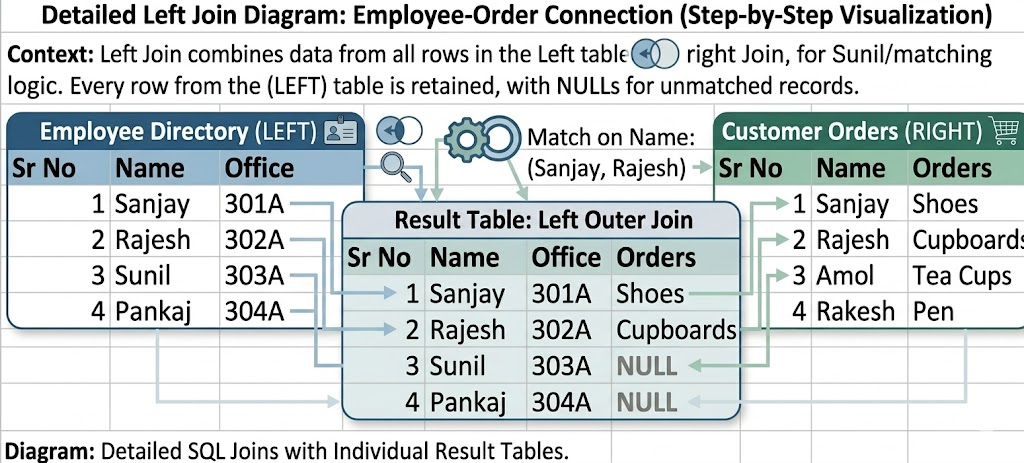 Detailed Left Join Diagram: Employee-Order Connection (Step-by-Step Visualization)
Context: Left Join combines data from all rows in the Left table right Join, for Sunil/matching
logic. Every row from the (LEFT) table is retained, with NULLs for unmatched records.
Employee Directory (LEFT)
Sr No Name Office
1 Sanjay 301A
2 Rajesh 302A
3 Sunil 303A
4 Pankaj 304A
Match on Name:
(Sanjay, Rajesh)
Result Table: Left Outer Join
Sr No Name Office Orders
1 Sanjay 301A Shoes
2 Rajesh 302A Cupboards
3 Sunil 303A NULL
4 Pankaj 304A NULL
Customer Orders (RIGHT)
Sr No Name Orders
1 Sanjay Shoes
2 Rajesh Cupboards
3 Amol Tea Cups
4 Rakesh Pen
Diagram: Detailed SQL Joins with Individual Result Tables.